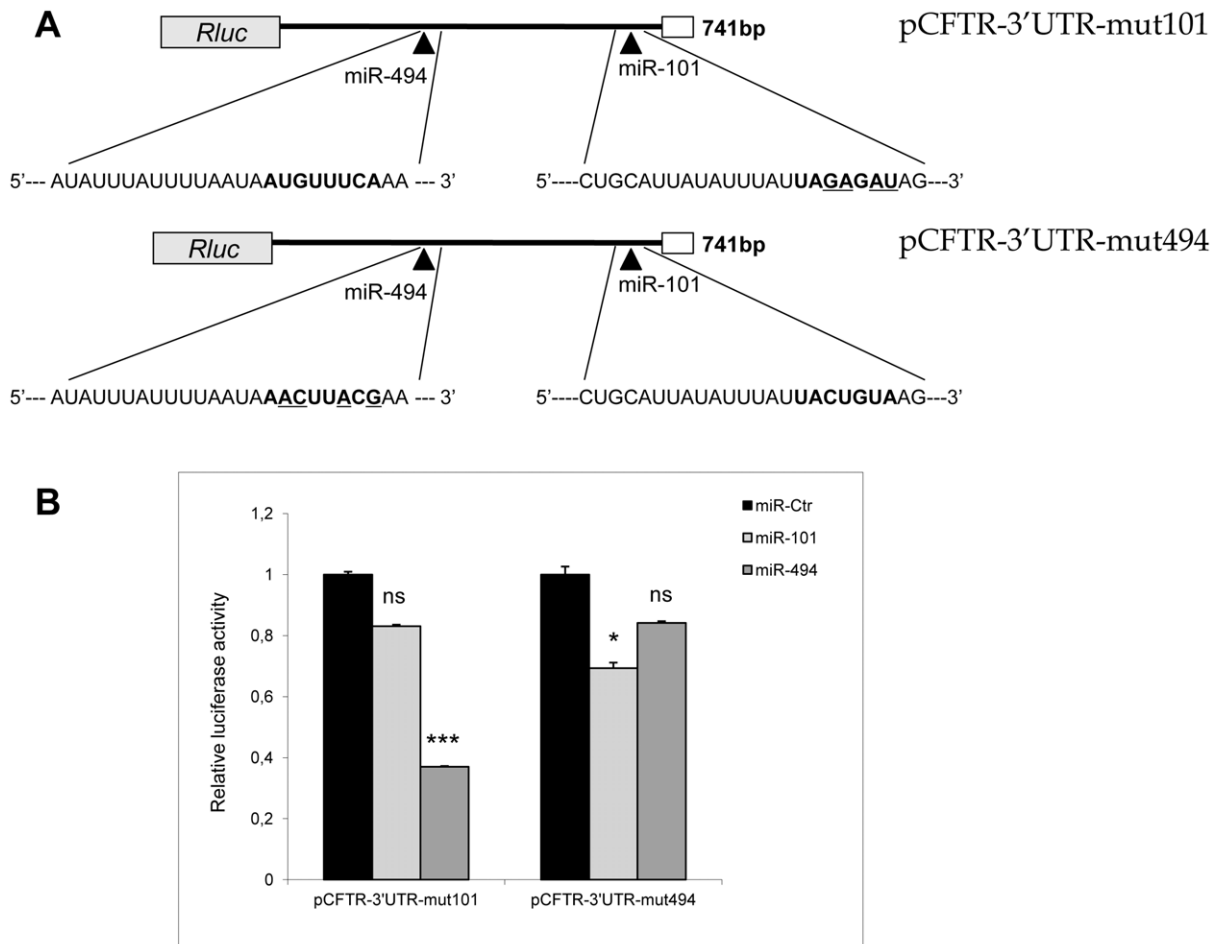 A
Rluc
741bp
pCFTR-3'UTR-mut101
miR-494
miR-101
5'--- AUAUUUAUUUUAAUAAUGUUUCAAA --- 3'
5'----CUGCAUUAUAUUUAUUAGAGAUAG---3'
Rluc
741bp
pCFTR-3'UTR-mut494
miR-494
miR-101
5'--- AUAUUUAUUUUAAUAAACUUACGAA --- 3'
5'----CUGCAUUAUAUUUAUUACUGUAAG---3'
B
Relative luciferase activity
1,2
1
0,8
0,6
0,4
0,2
0
ns
***
*
ns
miR-Ctr
miR-101
miR-494
pCFTR-3'UTR-mut101
pCFTR-3'UTR-mut494